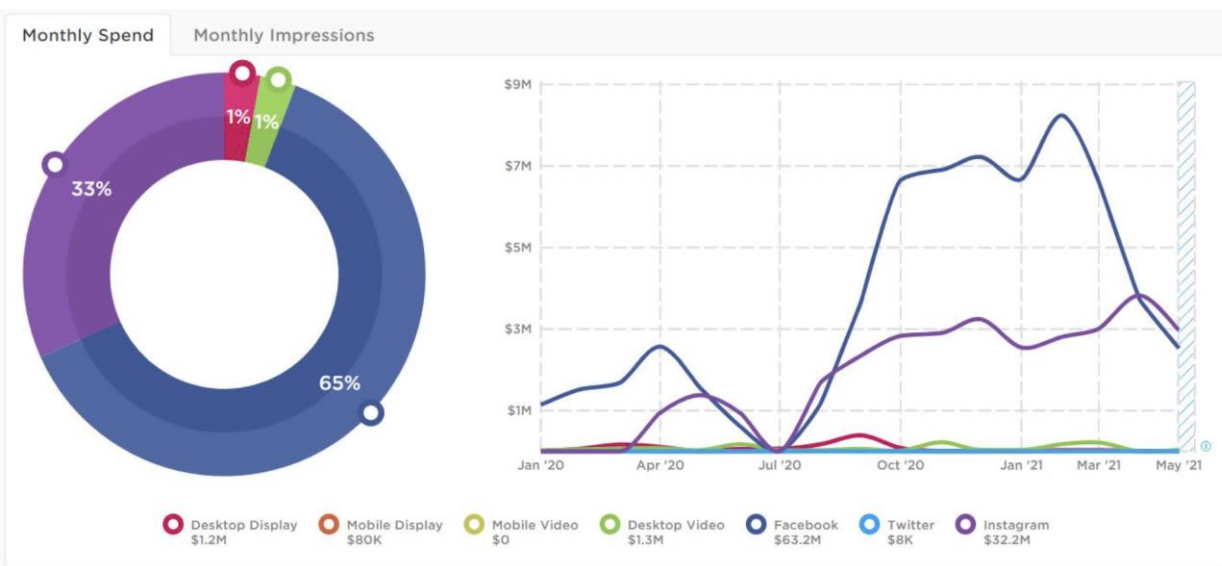 Monthly Spend
Monthly Impressions
1%
1%
33%
65%
$9M
$7M
$5M
$3M
$1M
Jan '20
Apr '20
Jul '20
Oct '20
Jan '21
Mar '21
May '21
Desktop Display
$1.2M
Mobile Display
$80K
Mobile Video
$0
Desktop Video
$1.3M
Facebook
$63.2M
Twitter
$8K
Instagram
$32.2M